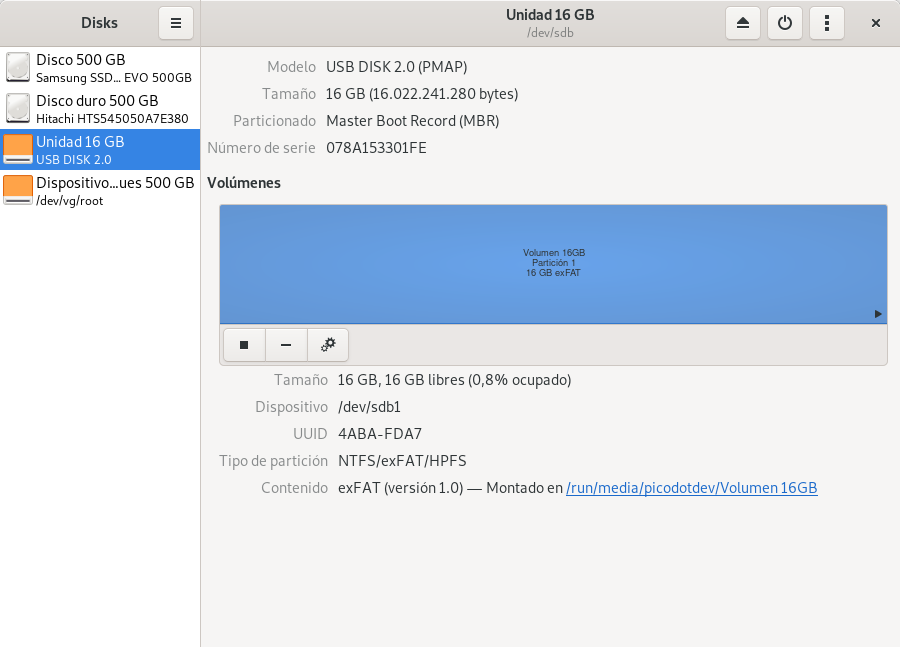 Disks
Unidad 16 GB
/dev/sdb
Disco 500 GB
Samsung SSD... EVO 500GB
Disco duro 500 GB
Hitachi HTS545050A7E380
Unidad 16 GB
USB DISK 2.0
Dispositivo...ues 500 GB
/dev/vg/root
Modelo USB DISK 2.0 (PMAP)
Tamaño 16 GB (16.022.241.280 bytes)
Particionado Master Boot Record (MBR)
Número de serie 078A153301FE
Volúmenes
Volumen 16GB
Partición 1
16 GB exFAT
Tamaño 16 GB, 16 GB libres (0,8% ocupado)
Dispositivo /dev/sdb1
UUID 4ABA-FDA7
Tipo de partición NTFS/exFAT/HPFS
Contenido exFAT (versión 1.0) — Montado en /run/media/picodotdev/Volumen 16GB